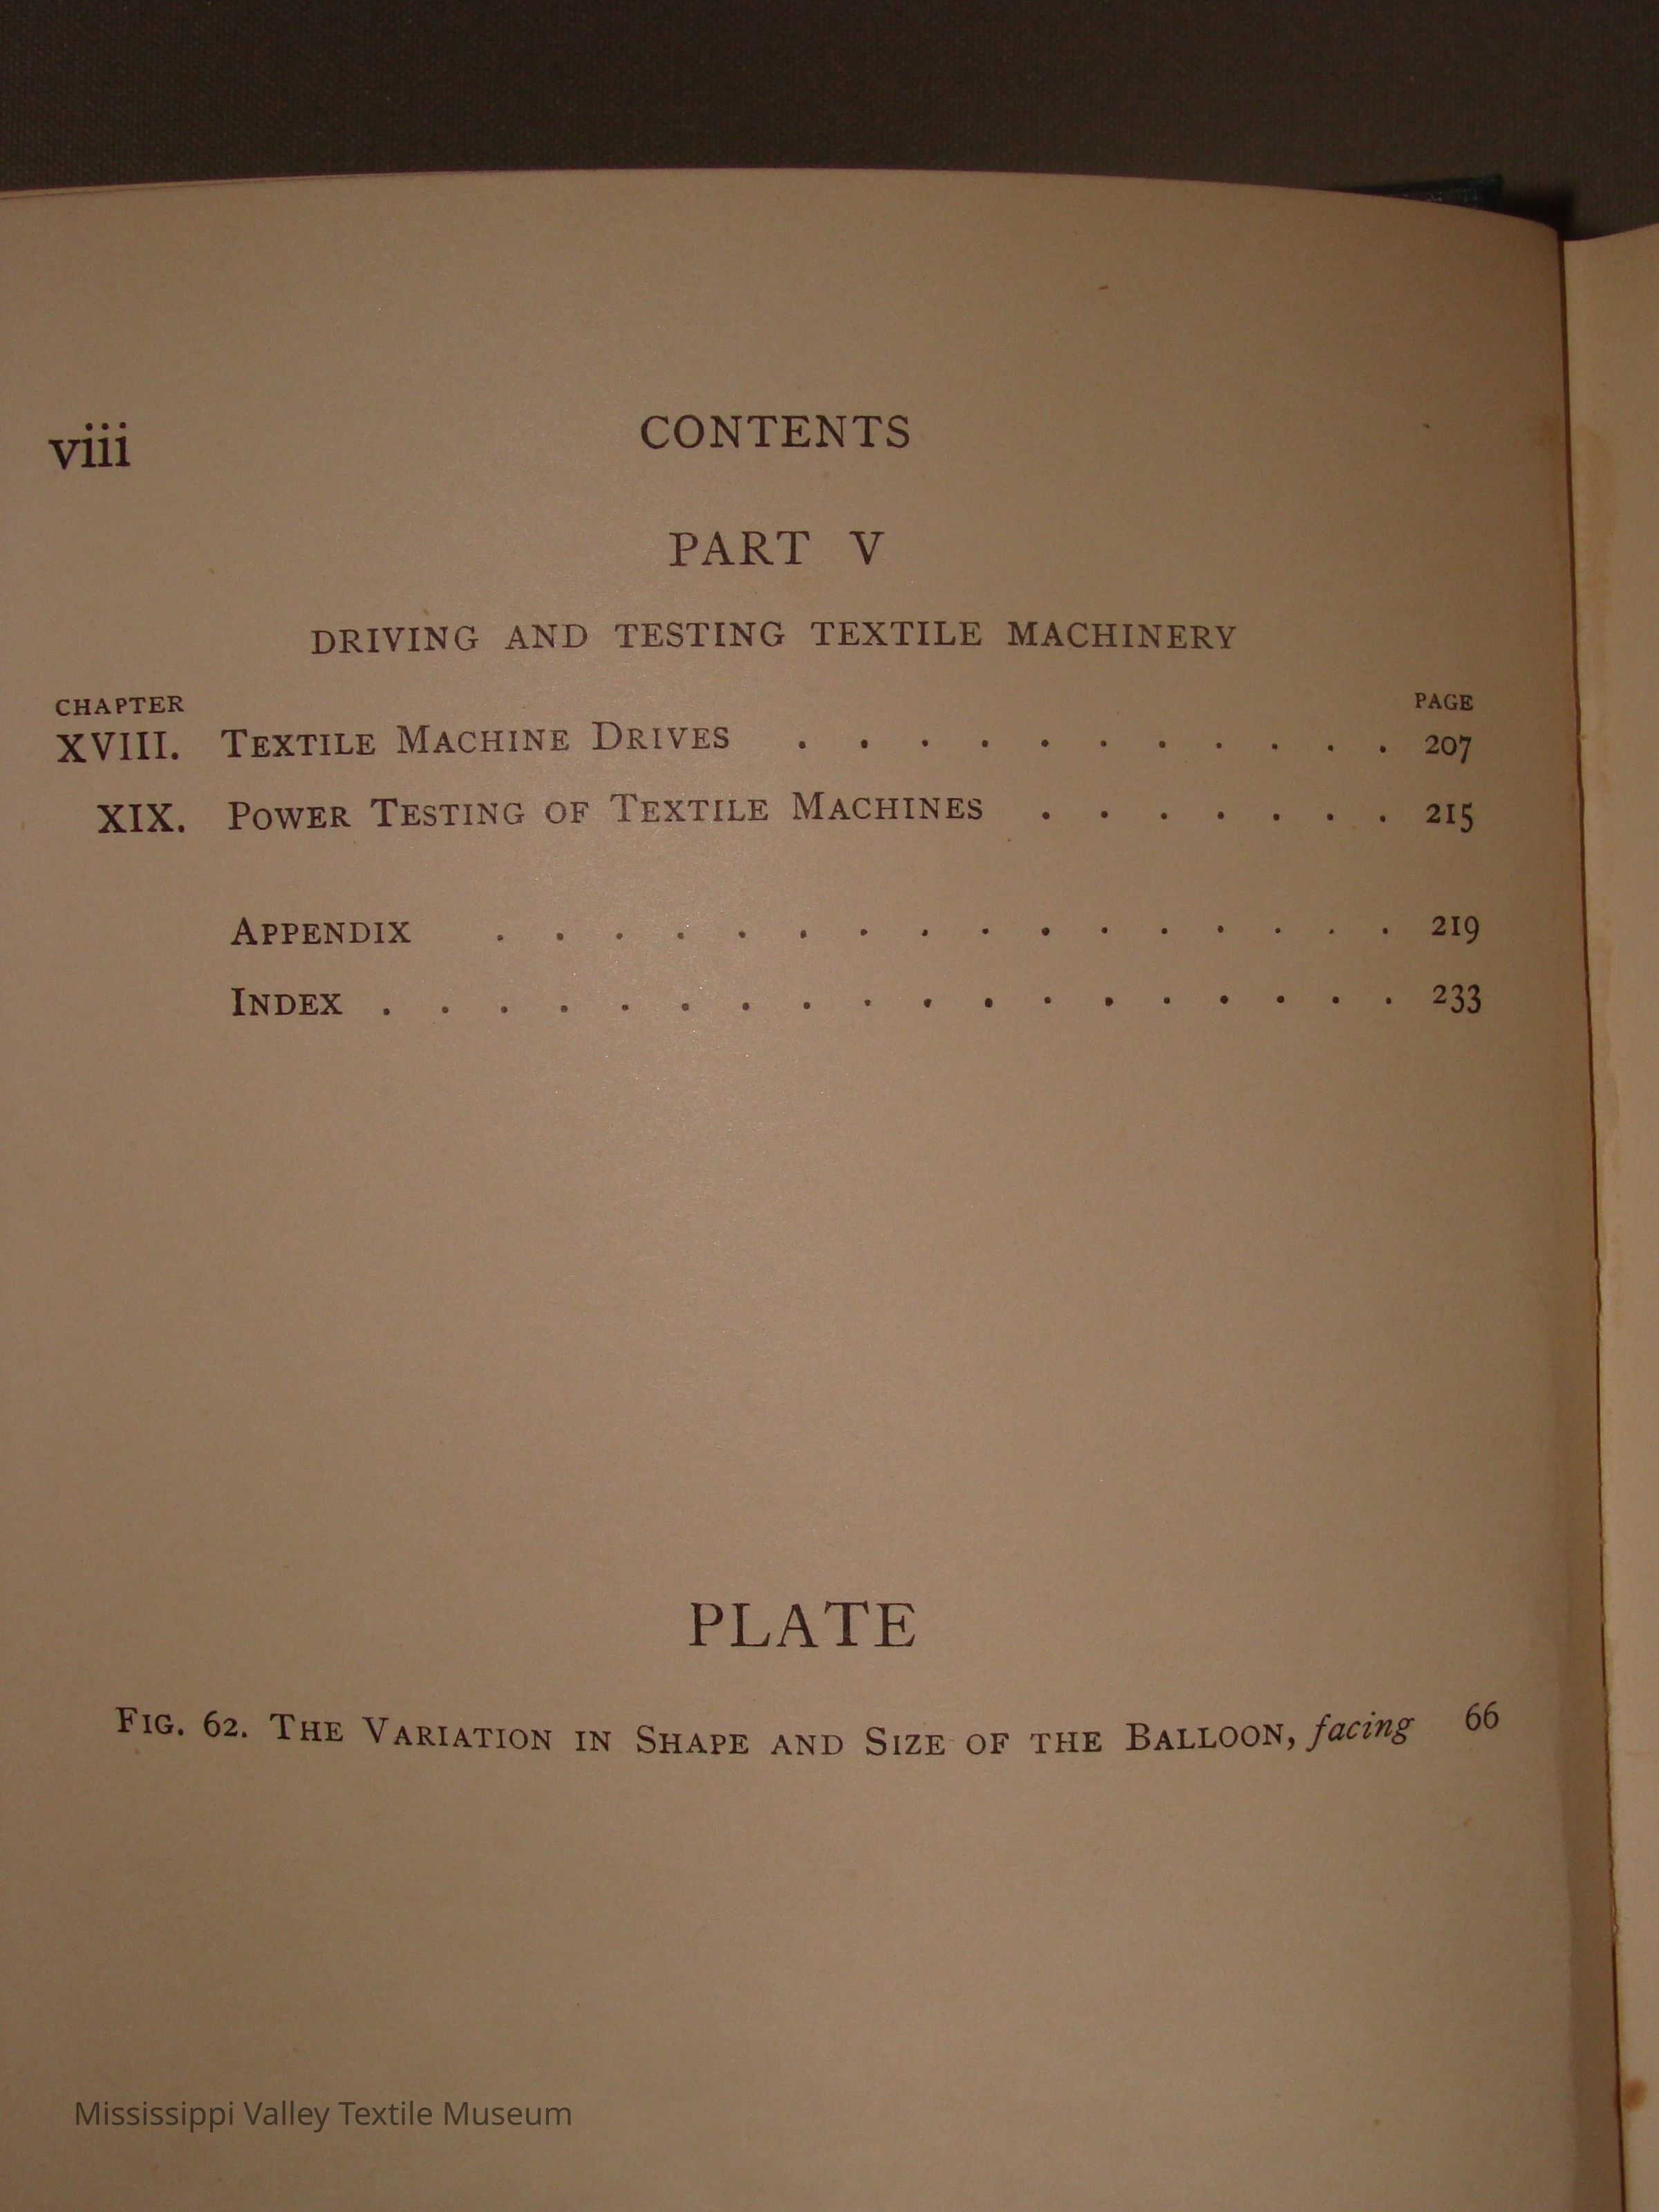 viii CONTENTS
PART V
DRIVING AND TESTING TEXTILE MACHINERY
CHAPTER PAGE
XVIII. TEXTILE MACHINE DRIVES . . . . . . . . . . . 207
XIX. POWER TESTING OF TEXTILE MACHINES . . . . . . . 215
APPENDIX . . . . . . . . . . . . . . . . 219
INDEX . . . . . . . . . . . . . . . . . . 233
PLATE
FIG. 62. THE VARIATION IN SHAPE AND SIZE OF THE BALLOON, facing 66
Mississippi Valley Textile Museum